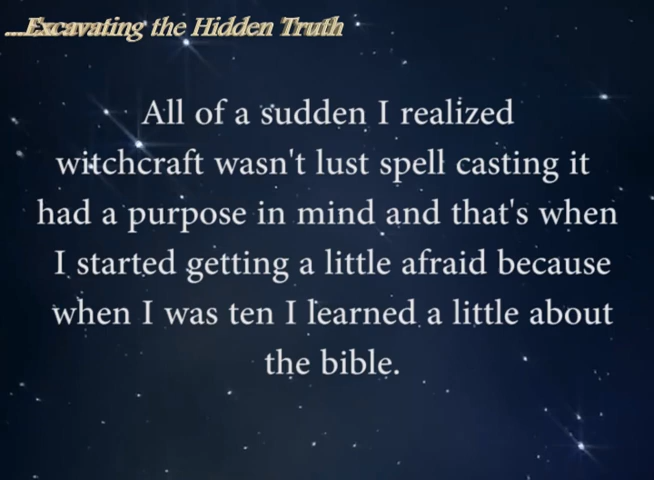 ...Excavating the Hidden Truth
All of a sudden I realized
witchcraft wasn't lust spell casting it
had a purpose in mind and that's when
I started getting a little afraid because
when I was ten I learned a little about
the bible.